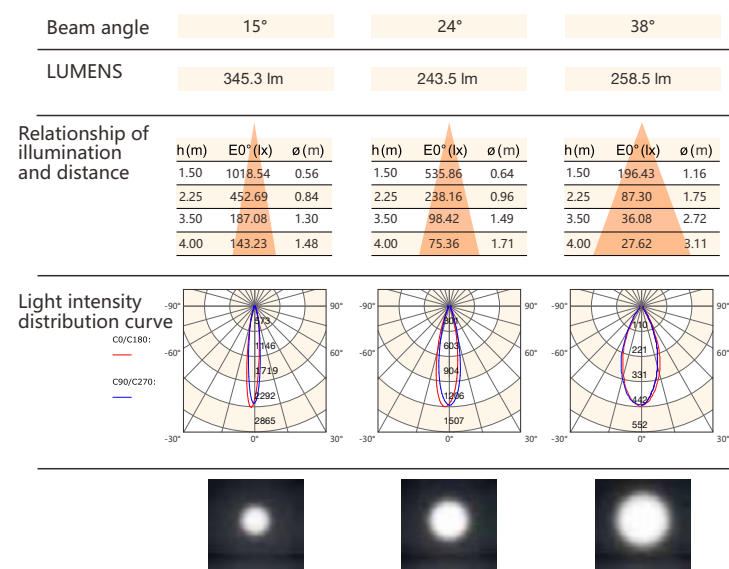 Beam angle 15° 24° 38°
LUMENS 345.3 lm 243.5 lm 258.5 lm
Relationship of
illumination
and distance
h(m) E0°(lx) ø(m)
1.50 1018.54 0.56
2.25 452.69 0.84
3.50 187.08 1.30
4.00 143.23 1.48
h(m) E0°(lx) ø(m)
1.50 535.86 0.64
2.25 238.16 0.96
3.50 98.42 1.49
4.00 75.36 1.71
h(m) E0°(lx) ø(m)
1.50 196.43 1.16
2.25 87.30 1.75
3.50 36.08 2.72
4.00 27.62 3.11
Light intensity
distribution curve
C0/C180:
C90/C270:
-90° 90°
573
1146
-60° 60°
1719
2292
2865
-30° 0° 30°
-90° 90°
301
603
-60° 60°
904
1206
1507
-30° 0° 30°
-90° 90°
110
221
-60° 60°
331
442
552
-30° 0° 30°